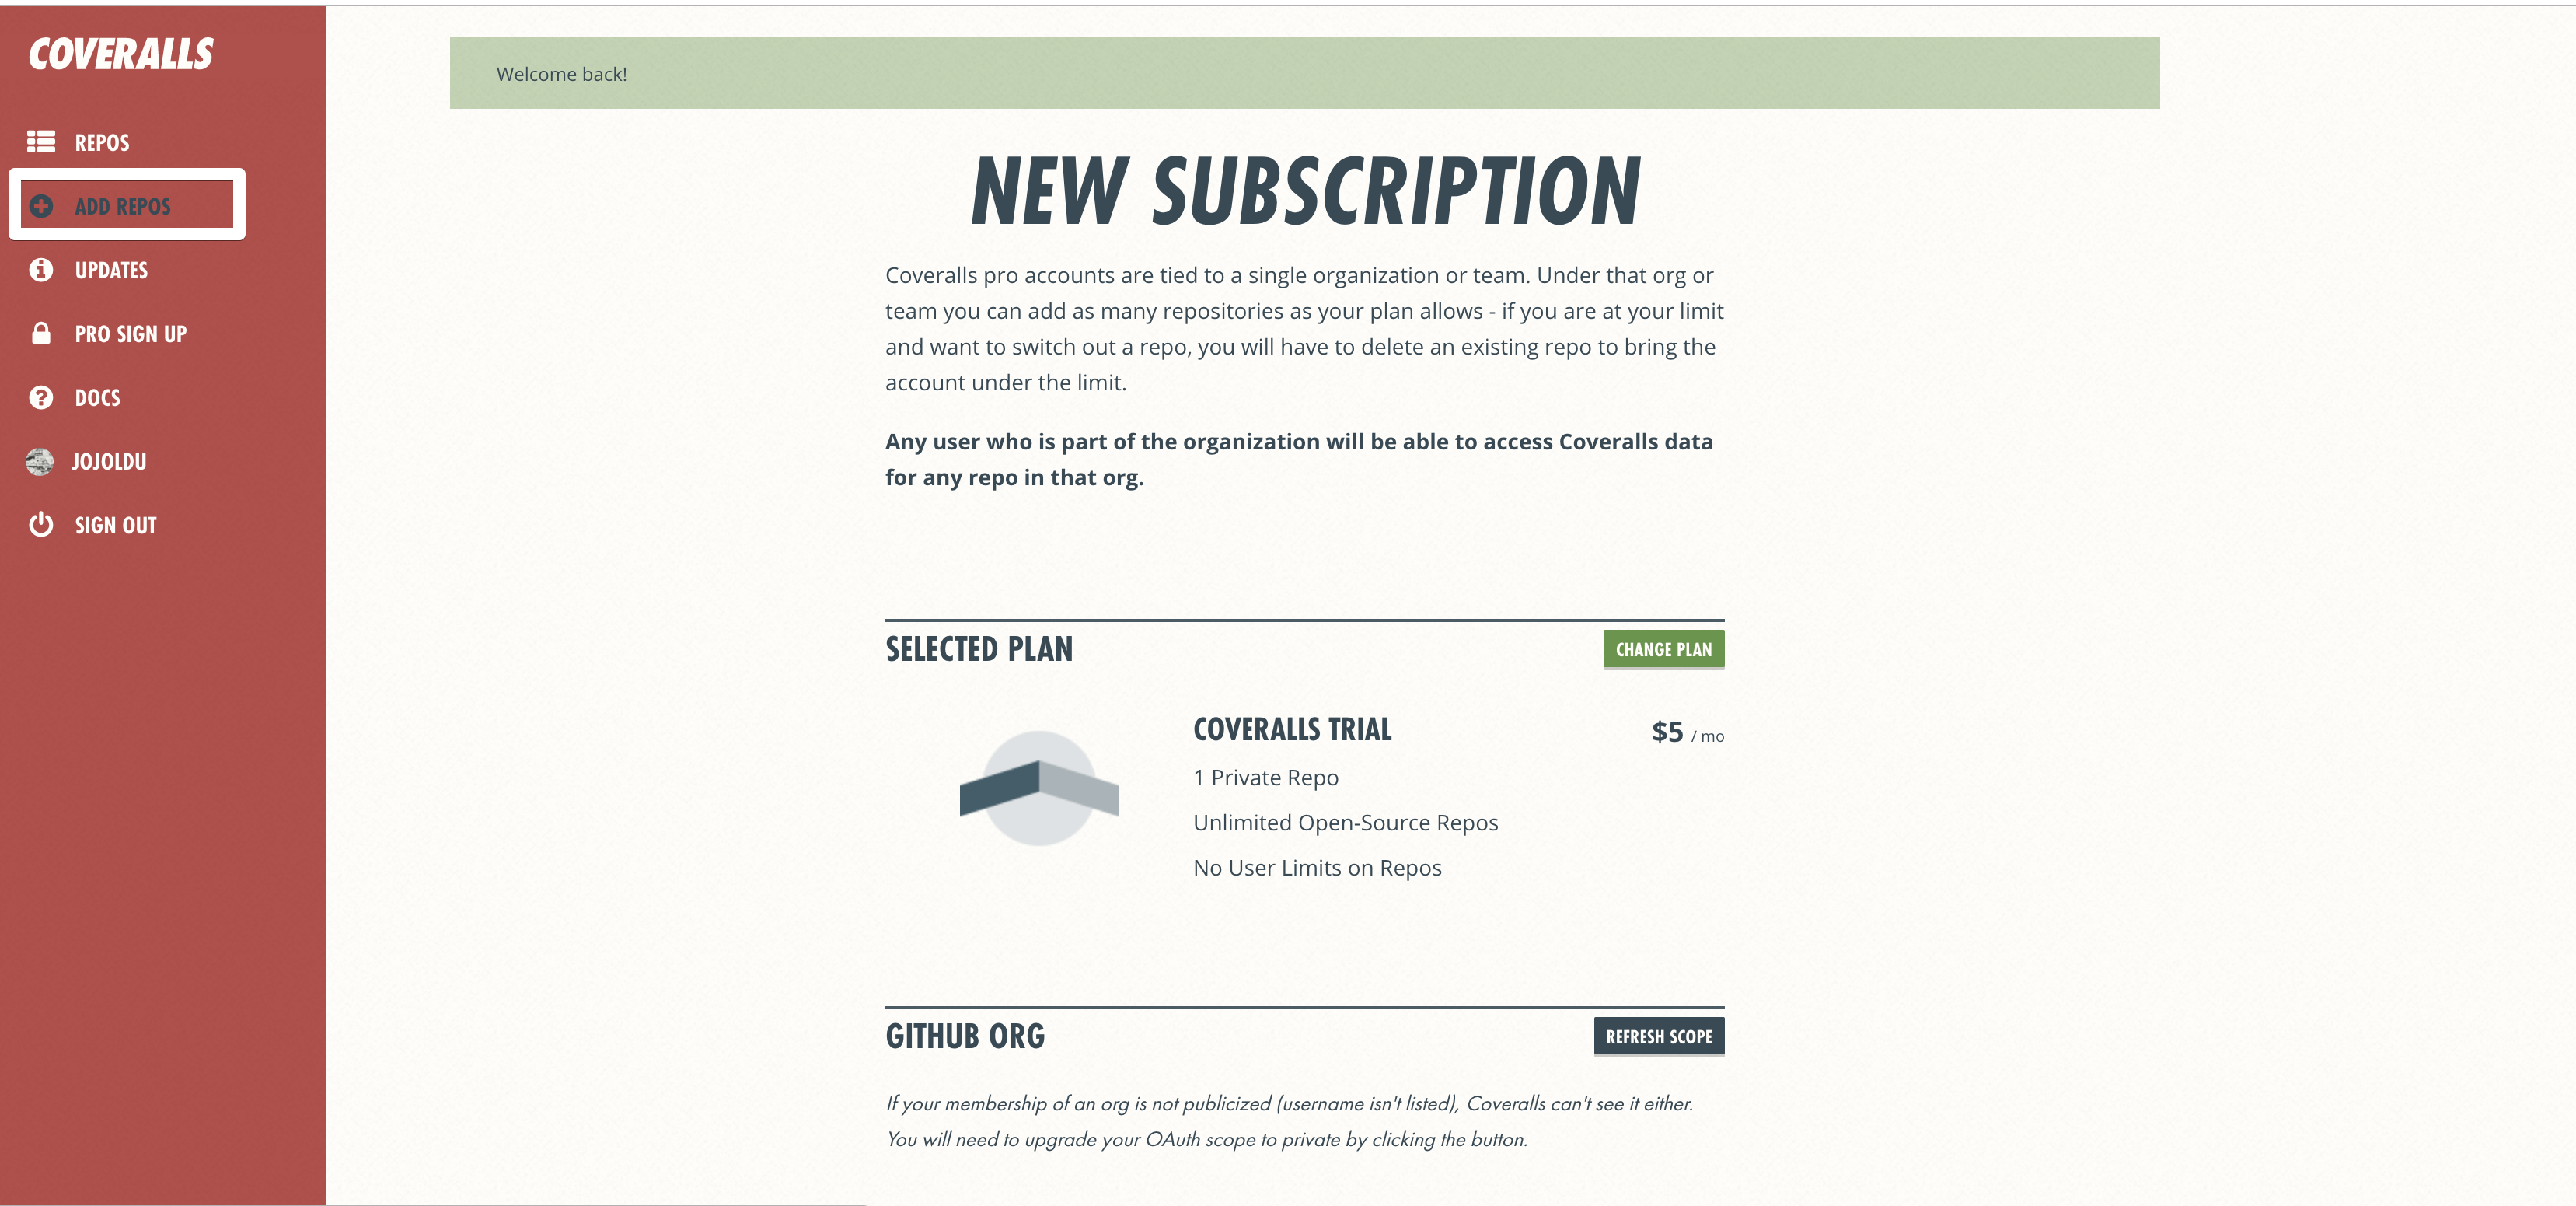 COVERALLS
REPOS
ADD REPOS
UPDATES
PRO SIGN UP
DOCS
JOJOLDU
SIGN OUT
Welcome back!
NEW SUBSCRIPTION
Coveralls pro accounts are tied to a single organization or team. Under that org or
team you can add as many repositories as your plan allows - if you are at your limit
and want to switch out a repo, you will have to delete an existing repo to bring the
account under the limit.
Any user who is part of the organization will be able to access Coveralls data
for any repo in that org.
SELECTED PLAN
CHANGE PLAN
COVERALLS TRIAL
$5 / mo
1 Private Repo
Unlimited Open-Source Repos
No User Limits on Repos
GITHUB ORG
REFRESH SCOPE
If your membership of an org is not publicized (username isn't listed), Coveralls can't see it either.
You will need to upgrade your OAuth scope to private by clicking the button.